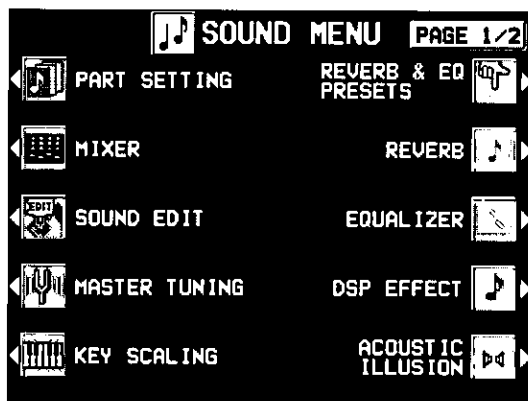 SOUND MENU PAGE 1/2
PART SETTING
REVERB & EQ
PRESETS
MIXER
REVERB
EDIT
SOUND EDIT
EQUALIZER
MASTER TUNING
DSP EFFECT
KEY SCALING
ACOUSTIC
ILLUSION